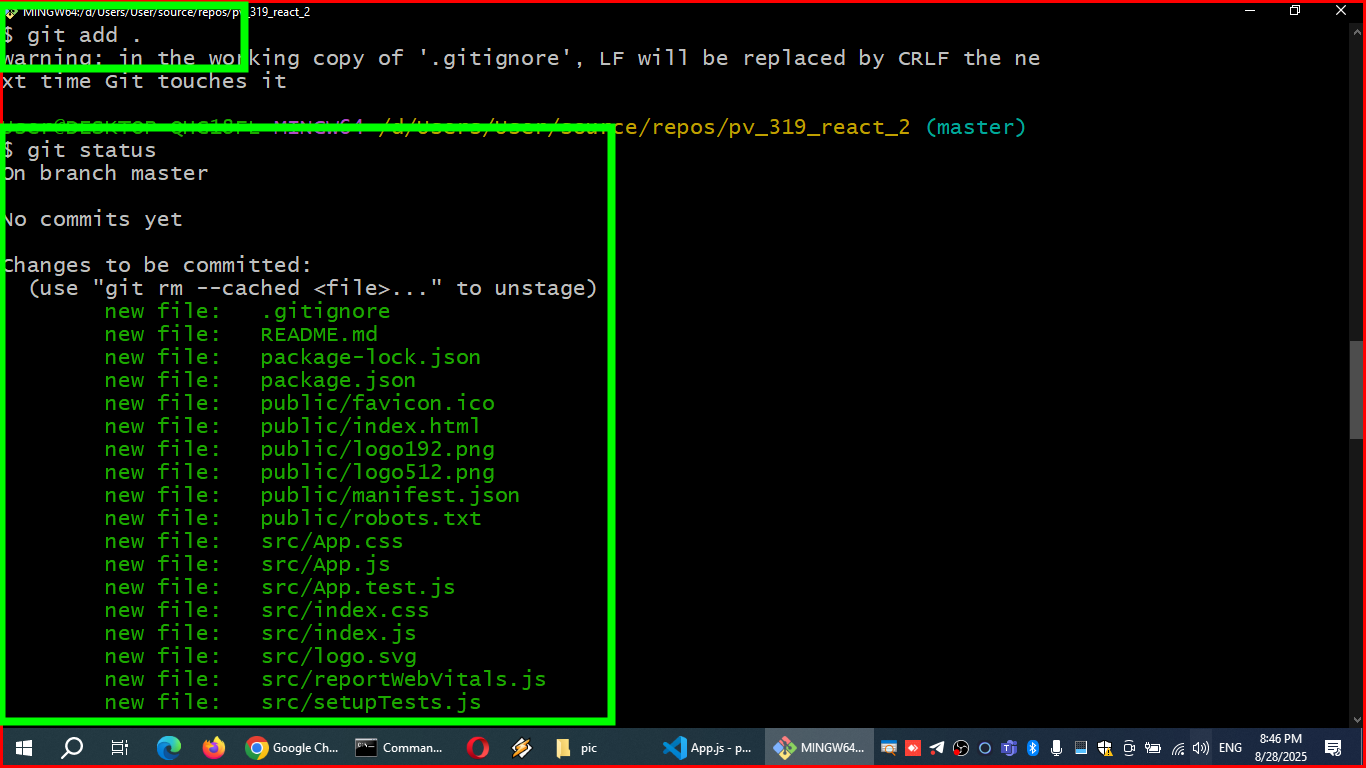 MINGW64:/d/Users/User/source/repos/pv_319_react_2
$ git add .
warning: in the working copy of '.gitignore', LF will be replaced by CRLF the ne
xt time Git touches it
/d/Users/User/source/repos/pv_319_react_2 (master)
$ git status
On branch master
No commits yet
Changes to be committed:
(use "git rm --cached <file>..." to unstage)
new file: .gitignore
new file: README.md
new file: package-lock.json
new file: package.json
new file: public/favicon.ico
new file: public/index.html
new file: public/logo192.png
new file: public/logo512.png
new file: public/manifest.json
new file: public/robots.txt
new file: src/App.css
new file: src/App.js
new file: src/App.test.js
new file: src/index.css
new file: src/index.js
new file: src/logo.svg
new file: src/reportWebVitals.js
new file: src/setupTests.js
Google Ch... Comman... pic App.js - p... MINGW64... ENG 8:46 PM
8/28/2025